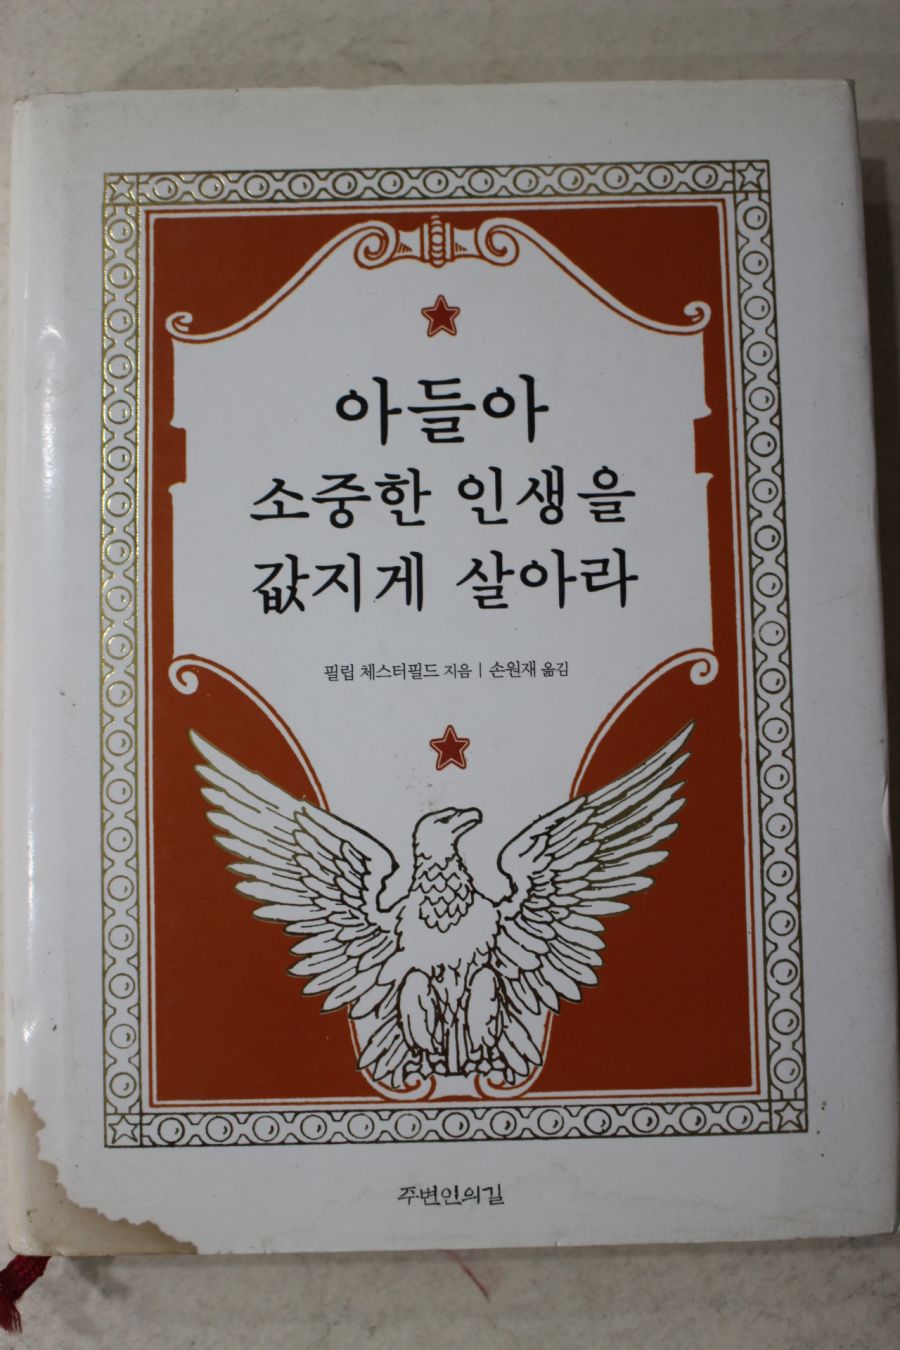 아들아
소중한 인생을
값지게 살아라
필립 체스터필드 지음 | 손원재 옮김
주변인의길